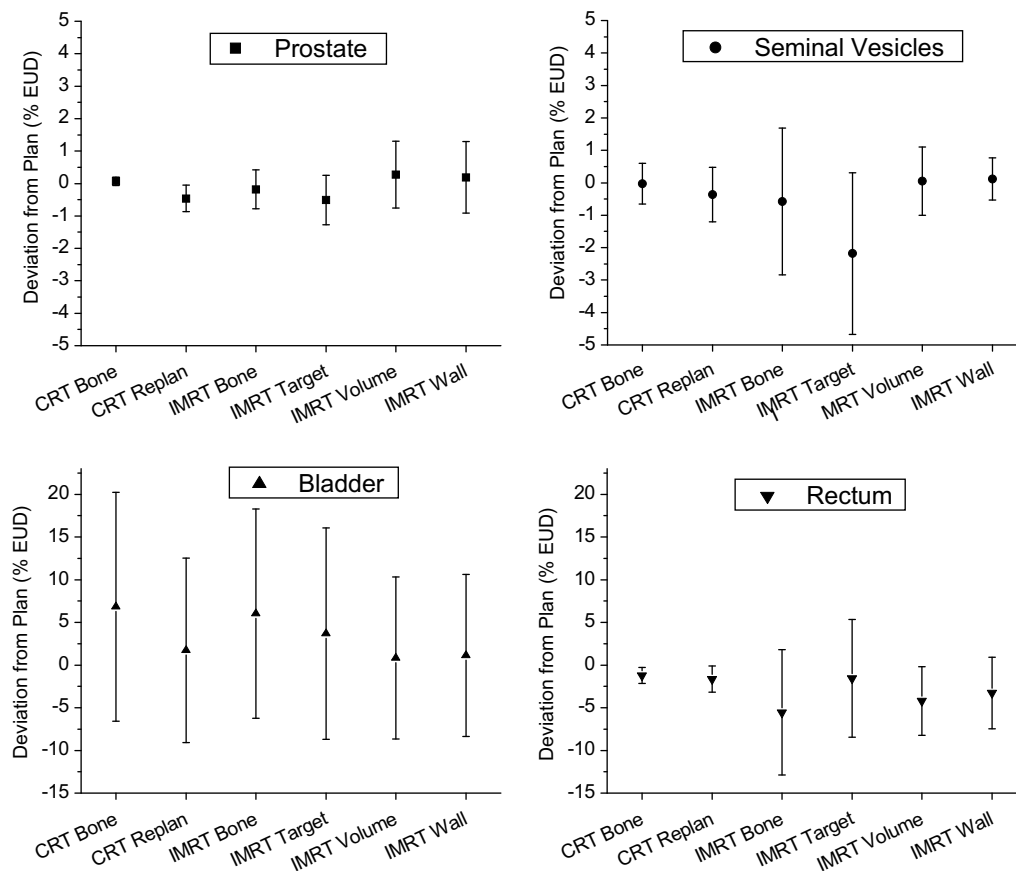 Prostate
Deviation from Plan (% EUD)
5
4
3
2
1
0
-1
-2
-3
-4
-5
CRT Bone
CRT Replan
IMRT Bone
IMRT Target
IMRT Volume
IMRT Wall
Seminal Vesicles
Deviation from Plan (% EUD)
5
4
3
2
1
0
-1
-2
-3
-4
-5
CRT Bone
CRT Replan
IMRT Bone
IMRT Target
MRT Volume
IMRT Wall
Bladder
Deviation from Plan (% EUD)
20
15
10
5
0
-5
-10
-15
CRT Bone
CRT Replan
IMRT Bone
IMRT Target
IMRT Volume
IMRT Wall
Rectum
Deviation from Plan (% EUD)
20
15
10
5
0
-5
-10
-15
CRT Bone
CRT Replan
IMRT Bone
IMRT Target
IMRT Volume
IMRT Wall